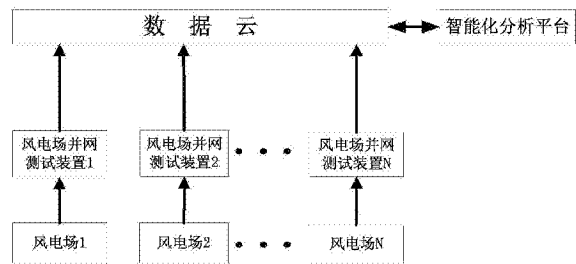 数 据 云
智能化分析平台
风电场并网
测试装置1
风电场并网
测试装置2
风电场并网
测试装置N
风电场1
风电场2
风电场N